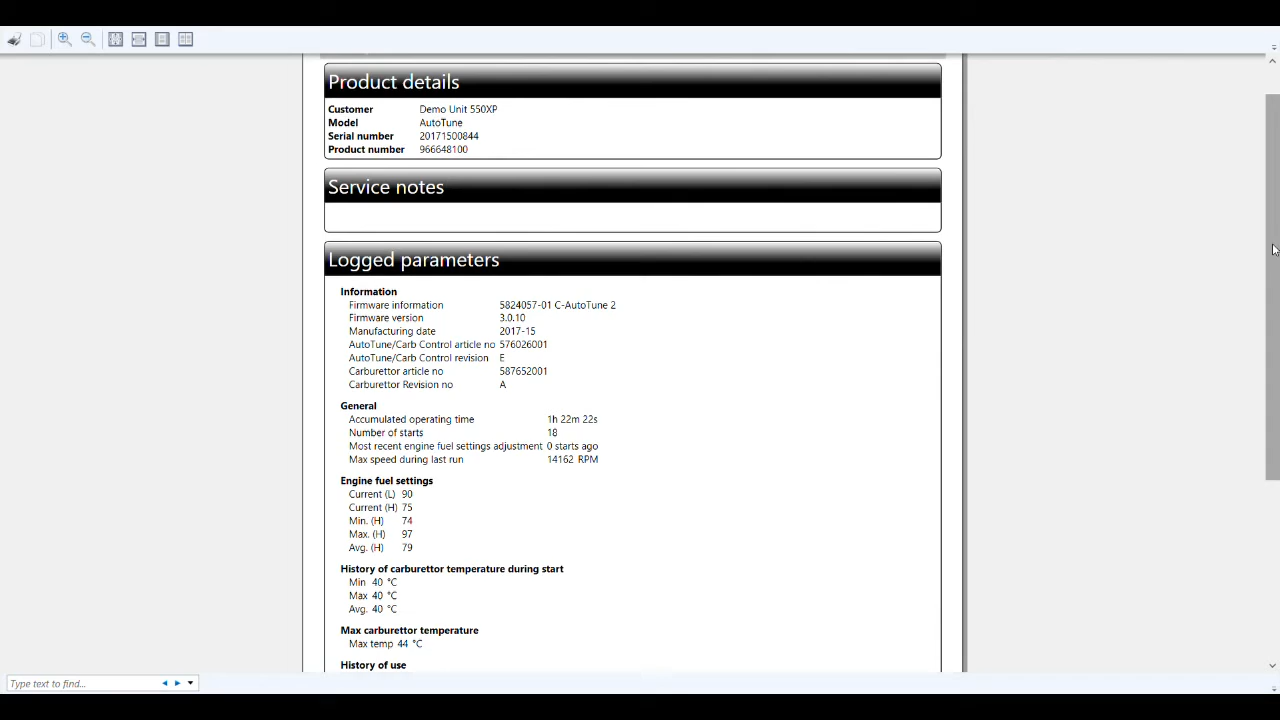 Product details
Customer Demo Unit 550XP
Model AutoTune
Serial number 20171500844
Product number 966648100
Service notes
Logged parameters
Information
Firmware information 5824057-01 C-AutoTune 2
Firmware version 3.0.10
Manufacturing date 2017-15
AutoTune/Carb Control article no 576026001
AutoTune/Carb Control revision E
Carburettor article no 587652001
Carburettor Revision no A
General
Accumulated operating time 1h 22m 22s
Number of starts 18
Most recent engine fuel settings adjustment 0 starts ago
Max speed during last run 14162 RPM
Engine fuel settings
Current (L) 90
Current (H) 75
Min. (H) 74
Max. (H) 97
Avg. (H) 79
History of carburettor temperature during start
Min 40 °C
Max 40 °C
Avg. 40 °C
Max carburettor temperature
Max temp 44 °C
History of use
Type text to find...